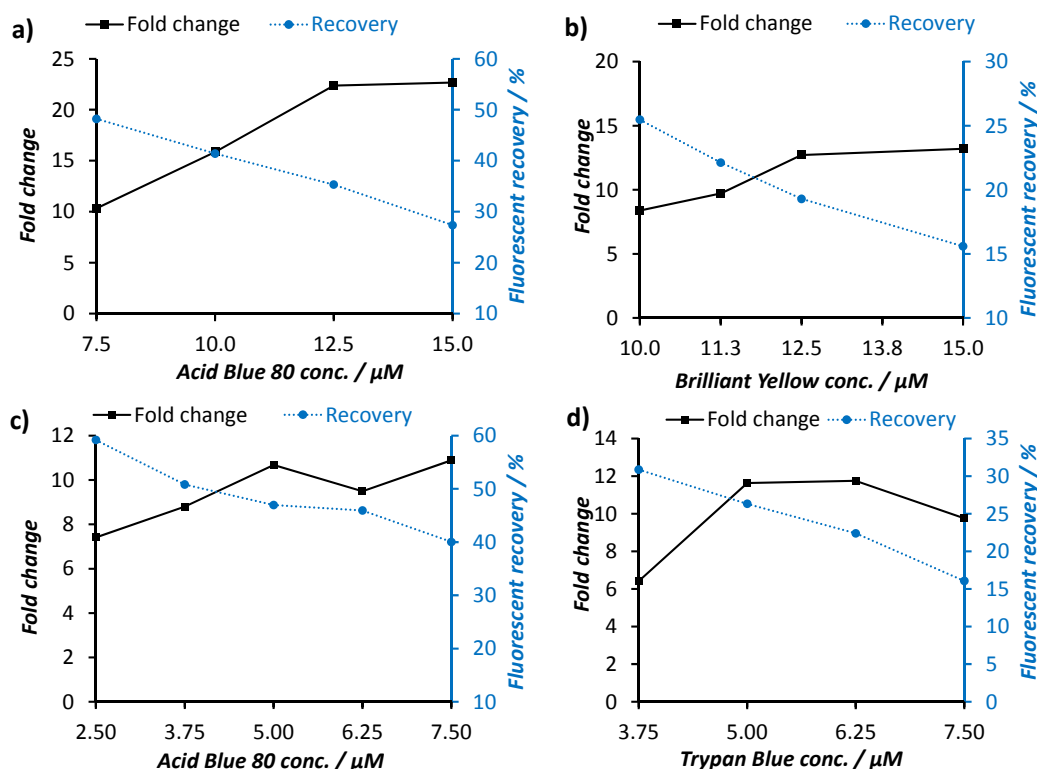 a)
Fold change
Recovery
25
20
15
10
5
0
Fold change
60
50
40
30
20
10
Fluorescent recovery / %
7.5
10.0
12.5
15.0
Acid Blue 80 conc. / μM
b)
Fold change
Recovery
20
15
10
5
0
Fold change
30
25
20
15
10
Fluorescent recovery / %
10.0
11.3
12.5
13.8
15.0
Brilliant Yellow conc. / μM
c)
Fold change
Recovery
12
10
8
6
4
2
0
Fold change
60
50
40
30
20
10
Fluorescent recovery / %
2.50
3.75
5.00
6.25
7.50
Acid Blue 80 conc. / μM
d)
Fold change
Recovery
14
12
10
8
6
4
2
0
Fold change
35
30
25
20
15
10
5
0
Fluorescent recovery / %
3.75
5.00
6.25
7.50
Trypan Blue conc. / μM